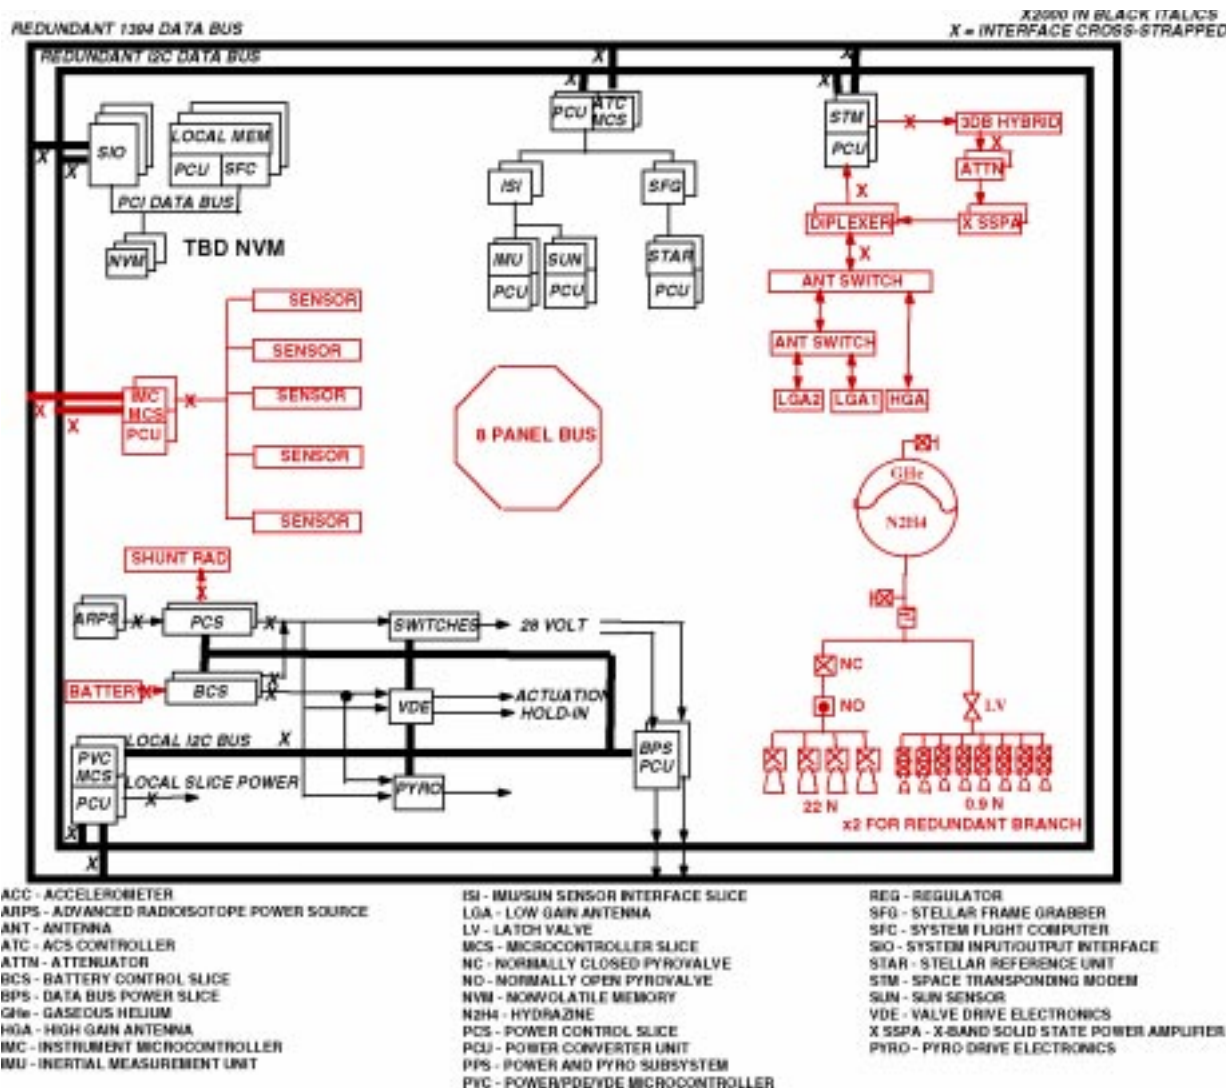 X2000 IN BLACK ITALICS
X = INTERFACE CROSS-STRAPPED
REDUNDANT 1394 DATA BUS
REDUNDANT I2C DATA BUS
X
X
X
X
SIO
LOCAL MEM
PCU SFC
X
X
PCI DATA BUS
NVM
TBD NVM
PCU
ATC
MCS
ISI
SFG
IMU
PCU
SUN
PCU
STAR
PCU
STM
PCU
X
3DB HYBRID
X
ATTN
X
DIPLEXER
X SSPA
X
ANT SWITCH
ANT SWITCH
LGA2
LGA1
HGA
SENSOR
SENSOR
SENSOR
SENSOR
SENSOR
IMC
MCS
PCU
X
X
X
8 PANEL BUS
GHe
N2H4
NC
NO
LV
22 N
0.9 N
x2 FOR REDUNDANT BRANCH
SHUNT RAD
X
ARPS
X
PCS
X
SWITCHES
28 VOLT
BATTERY
X
BCS
X
X
VDE
ACTUATION
HOLD-IN
LOCAL I2C BUS
X
PVC
MCS
PCU
LOCAL SLICE POWER
X
PYRO
BPS
PCU
X
X
ACC - ACCELEROMETER
ARPS - ADVANCED RADIOISOTOPE POWER SOURCE
ANT - ANTENNA
ATC - ACS CONTROLLER
ATTN - ATTENUATOR
BCS - BATTERY CONTROL SLICE
BPS - DATA BUS POWER SLICE
GHe - GASEOUS HELIUM
HGA - HIGH GAIN ANTENNA
IMC - INSTRUMENT MICROCONTROLLER
IMU - INERTIAL MEASUREMENT UNIT
ISI - IMU/SUN SENSOR INTERFACE SLICE
LGA - LOW GAIN ANTENNA
LV - LATCH VALVE
MCS - MICROCONTROLLER SLICE
NC - NORMALLY CLOSED PYROVALVE
NO - NORMALLY OPEN PYROVALVE
NVM - NONVOLATILE MEMORY
N2H4 - HYDRAZINE
PCS - POWER CONTROL SLICE
PCU - POWER CONVERTER UNIT
PPS - POWER AND PYRO SUBSYSTEM
PVC - POWER/PDE/VDE MICROCONTROLLER
REG - REGULATOR
SFG - STELLAR FRAME GRABBER
SFC - SYSTEM FLIGHT COMPUTER
SIO - SYSTEM INPUT/OUTPUT INTERFACE
STAR - STELLAR REFERENCE UNIT
STM - SPACE TRANSPONDING MODEM
SUN - SUN SENSOR
VDE - VALVE DRIVE ELECTRONICS
X SSPA - X-BAND SOLID STATE POWER AMPLIFIER
PYRO - PYRO DRIVE ELECTRONICS